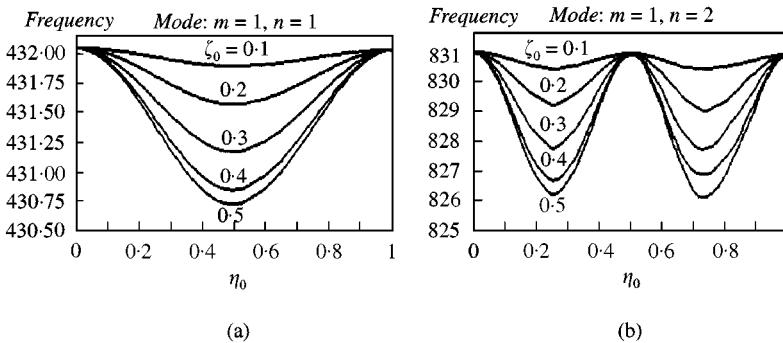 Frequency Mode: m = 1, n = 1
432·00
431·75
431·50
431·25
431·00
430·75
430·50
ζ0 = 0·1
0·2
0·3
0·4
0·5
0 0·2 0·4 0·6 0·8 1
η0
(a)
Frequency Mode: m = 1, n = 2
831
830
829
828
827
826
825
ζ0 = 0·1
0·2
0·3
0·4
0·5
0 0·2 0·4 0·6 0·8
η0
(b)